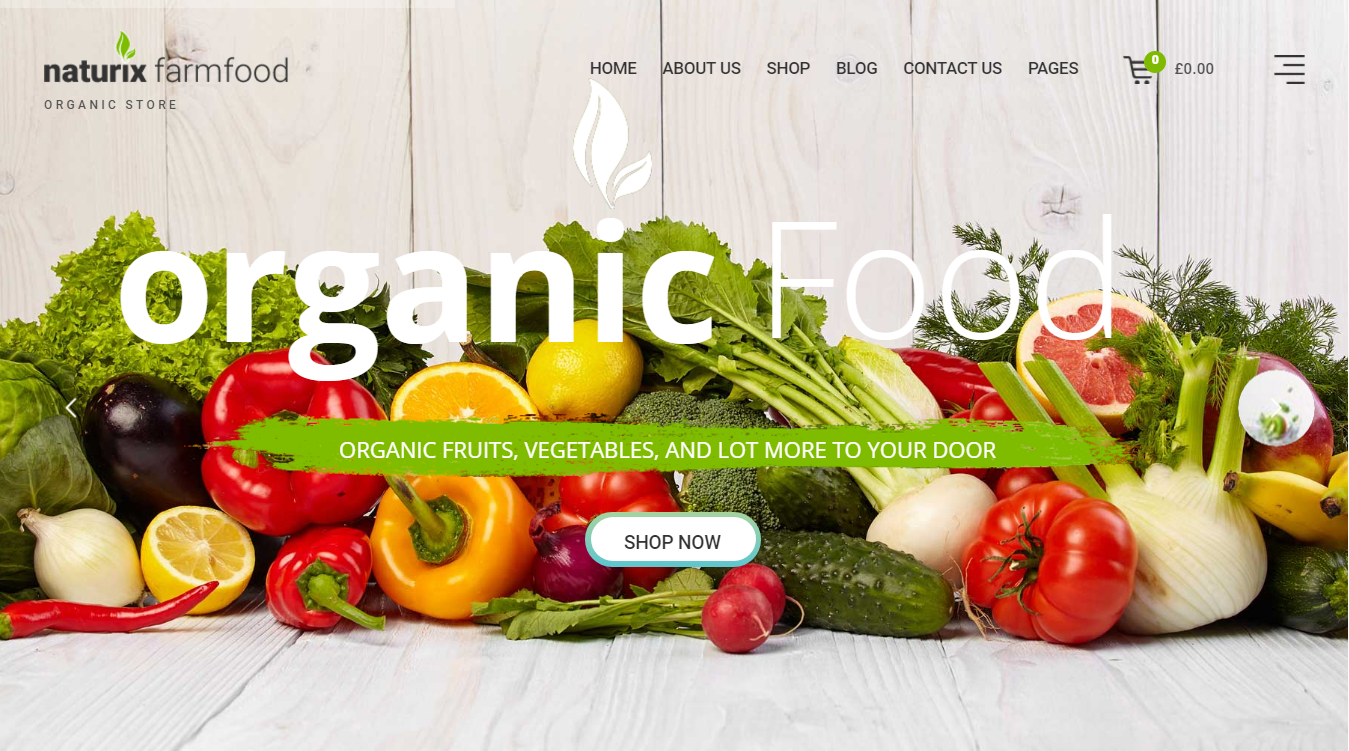 naturix farmfood
ORGANIC STORE
HOME ABOUT US SHOP BLOG CONTACT US PAGES 0 £0.00
organic Food
ORGANIC FRUITS, VEGETABLES, AND LOT MORE TO YOUR DOOR
SHOP NOW